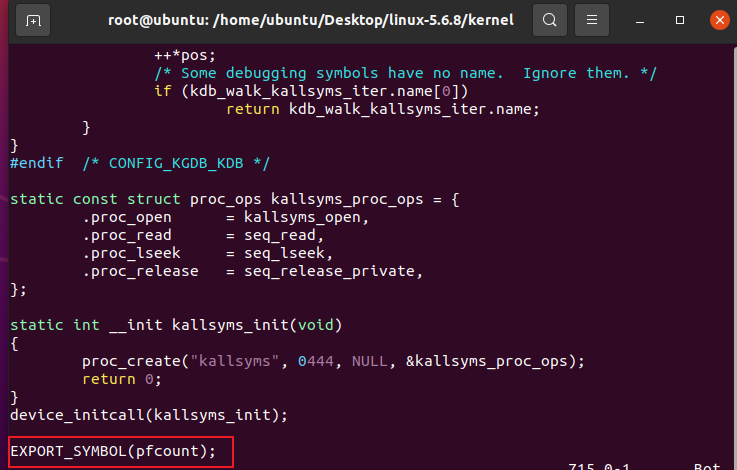 root@ubuntu: /home/ubuntu/Desktop/linux-5.6.8/kernel
++*pos;
/* Some debugging symbols have no name.  Ignore them. */
if (kdb_walk_kallsyms_iter.name[0])
return kdb_walk_kallsyms_iter.name;
}
}
#endif  /* CONFIG_KGDB_KDB */
static const struct proc_ops kallsyms_proc_ops = {
.proc_open      = kallsyms_open,
.proc_read      = seq_read,
.proc_lseek     = seq_lseek,
.proc_release   = seq_release_private,
};
static int __init kallsyms_init(void)
{
proc_create("kallsyms", 0444, NULL, &kallsyms_proc_ops);
return 0;
}
device_initcall(kallsyms_init);
EXPORT_SYMBOL(pfcount);
715,0-1 Bot